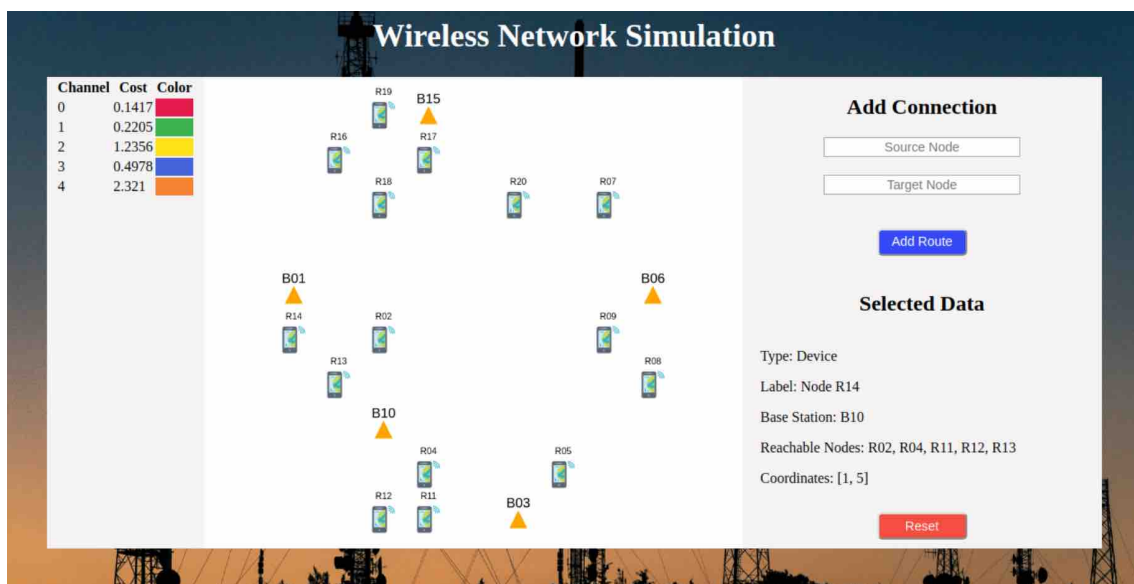 Wireless Network Simulation
Channel Cost Color
0 0.1417
1 0.2205
2 1.2356
3 0.4978
4 2.321
R19
B15
R16
R17
R18
R20
R07
B01
B06
R14
R02
R09
R13
R08
B10
R04
R05
R12
R11
B03
Add Connection
Source Node
Target Node
Add Route
Selected Data
Type: Device
Label: Node R14
Base Station: B10
Reachable Nodes: R02, R04, R11, R12, R13
Coordinates: [1, 5]
Reset